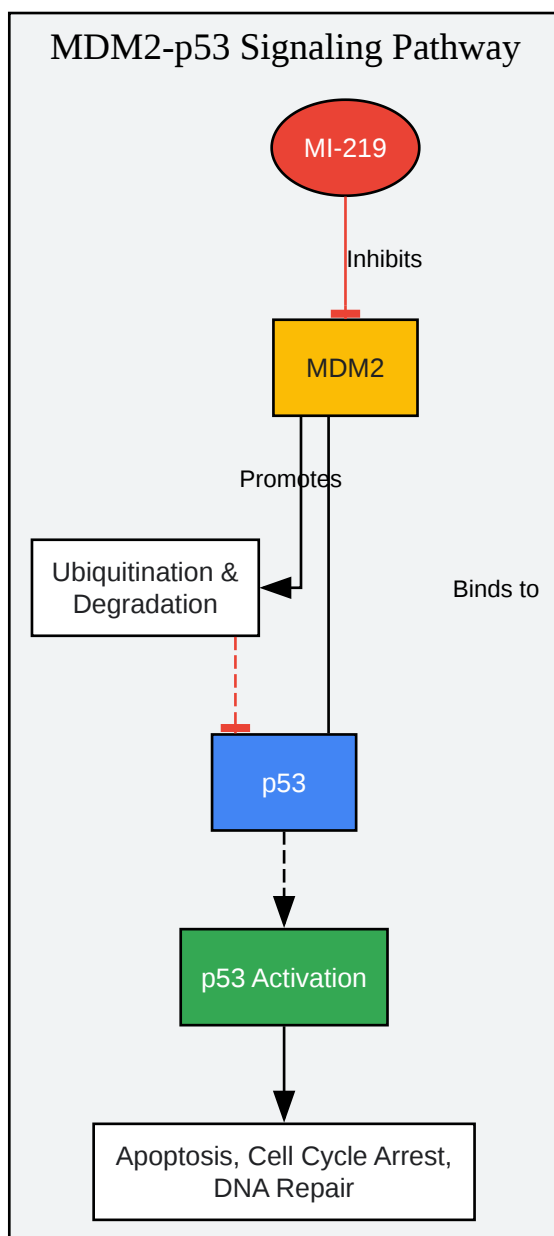 MDM2-p53 Signaling Pathway
MI-219
Inhibits
MDM2
Promotes
Ubiquitination &
Degradation
Binds to
p53
p53 Activation
Apoptosis, Cell Cycle Arrest,
DNA Repair